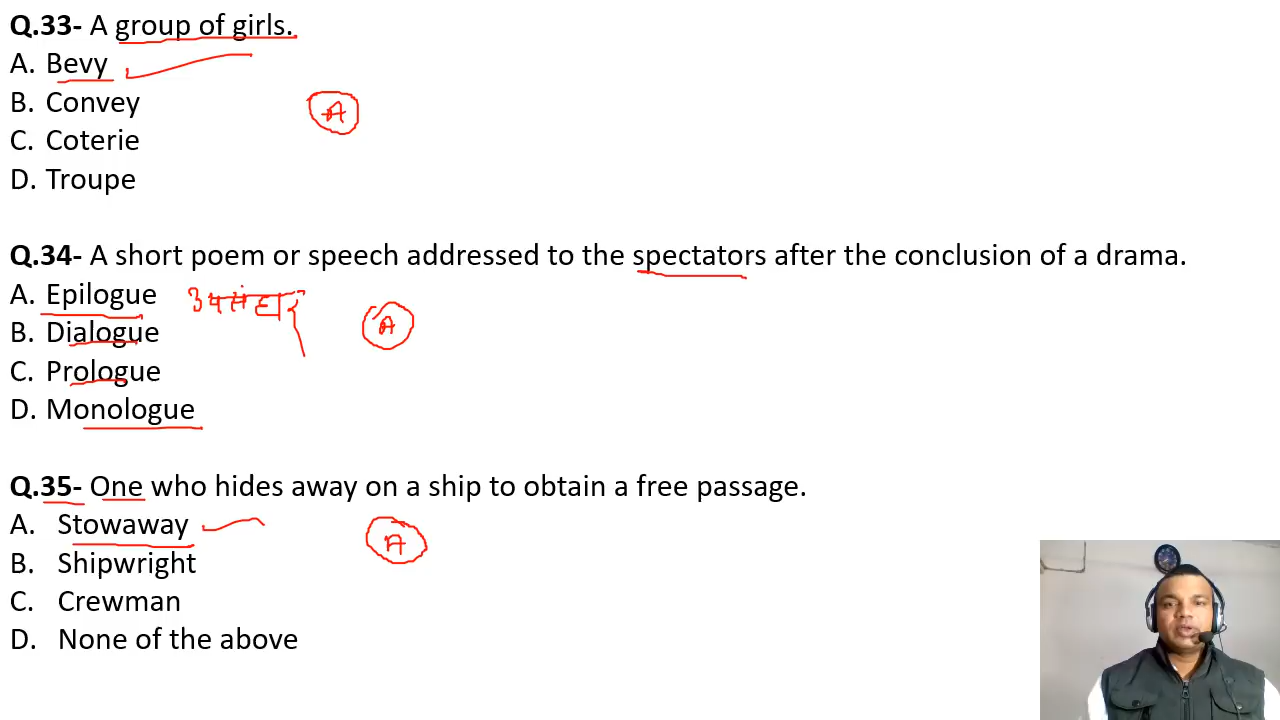 Q.33- A group of girls.
A. Bevy
B. Convey
A
C. Coterie
D. Troupe
Q.34- A short poem or speech addressed to the spectators after the conclusion of a drama.
A. Epilogue उपसंहार
B. Dialogue A
C. Prologue
D. Monologue
Q.35- One who hides away on a ship to obtain a free passage.
A. Stowaway
A
B. Shipwright
C. Crewman
D. None of the above